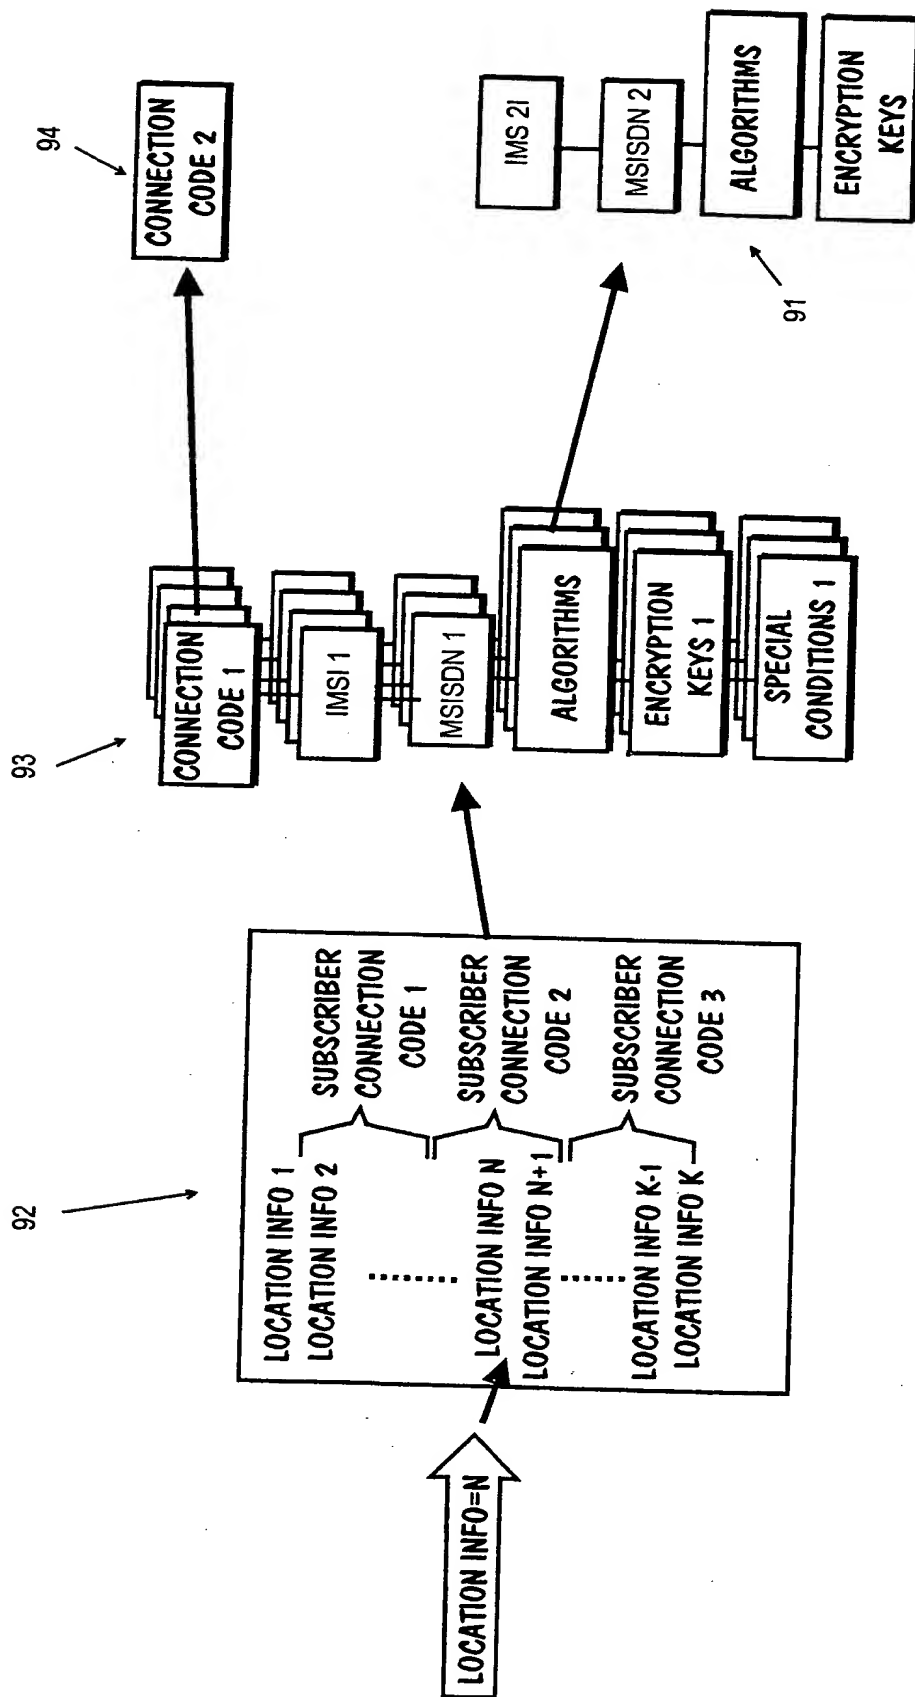 LOCATION INFO=N
92
LOCATION INFO 1
LOCATION INFO 2
LOCATION INFO N
LOCATION INFO N+1
LOCATION INFO K-1
LOCATION INFO K
SUBSCRIBER
CONNECTION
CODE 1
SUBSCRIBER
CONNECTION
CODE 2
SUBSCRIBER
CONNECTION
CODE 3
93
CONNECTION
CODE 1
IMSI 1
MSISDN 1
ALGORITHMS
ENCRYPTION
KEYS 1
SPECIAL
CONDITIONS 1
94
CONNECTION
CODE 2
IMS 2I
MSISDN 2
ALGORITHMS
ENCRYPTION
KEYS
91